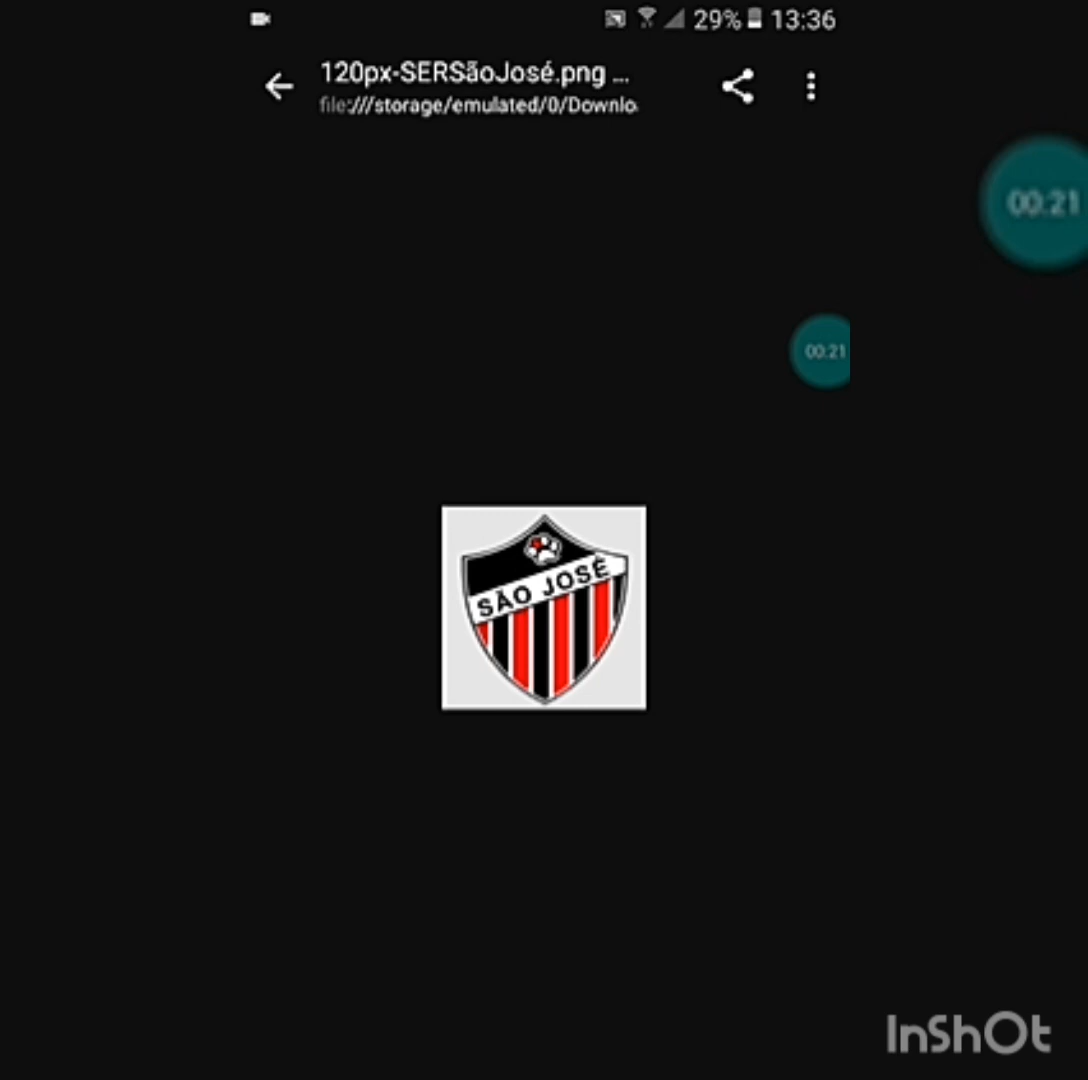 29% 13:36
120px-SERSãoJosé.png ...
file:///storage/emulated/0/Downlo
00:21
00:21
SÃO JOSÉ
InShOt